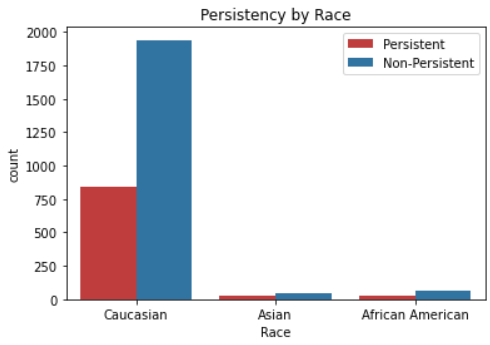 Persistency by Race
Persistent
Non-Persistent
2000
1750
1500
1250
1000
750
500
250
0
count
Caucasian
Asian
African American
Race